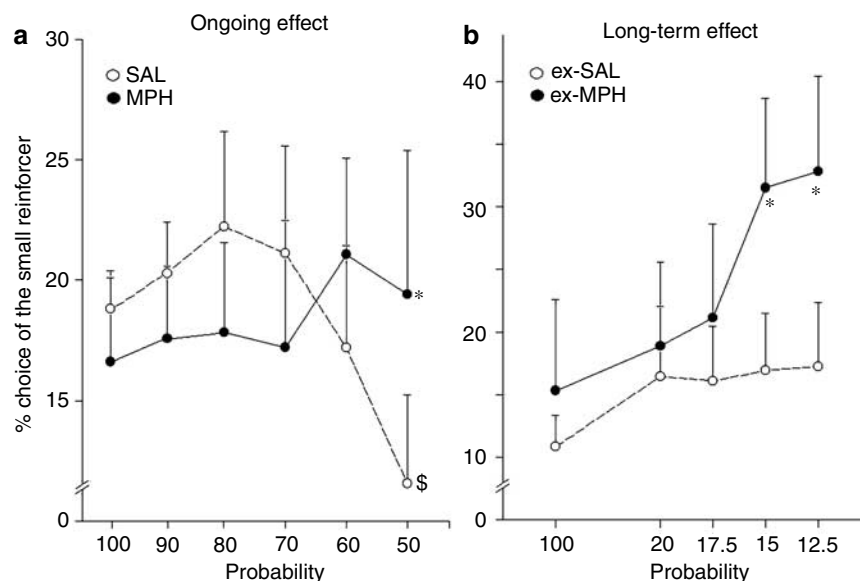 a Ongoing effect
SAL
MPH
% choice of the small reinforcer
30
25
20
15
0
*
$
100 90 80 70 60 50
Probability
b Long-term effect
ex-SAL
ex-MPH
40
30
20
10
0
* *
100 20 17.5 15 12.5
Probability